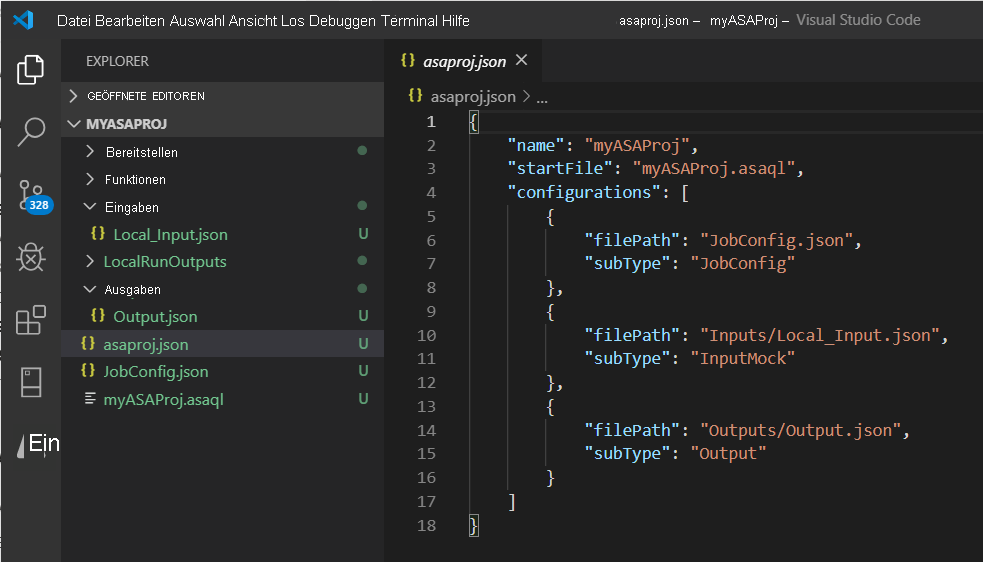 Datei Bearbeiten Auswahl Ansicht Los Debuggen Terminal Hilfe asaproj.json – myASAProj – Visual Studio Code
EXPLORER
GEÖFFNETE EDITOREN
MYASAPROJ
Bereitstellen
Funktionen
Eingaben
{} Local_Input.json U
LocalRunOutputs
Ausgaben
{} Output.json U
{} asaproj.json U
{} JobConfig.json U
myASAProj.asaql U
328
Ein
{} asaproj.json
{} asaproj.json > ...
1 {
2 "name": "myASAProj",
3 "startFile": "myASAProj.asaql",
4 "configurations": [
5 {
6 "filePath": "JobConfig.json",
7 "subType": "JobConfig"
8 },
9 {
10 "filePath": "Inputs/Local_Input.json",
11 "subType": "InputMock"
12 },
13 {
14 "filePath": "Outputs/Output.json",
15 "subType": "Output"
16 }
17 ]
18 }